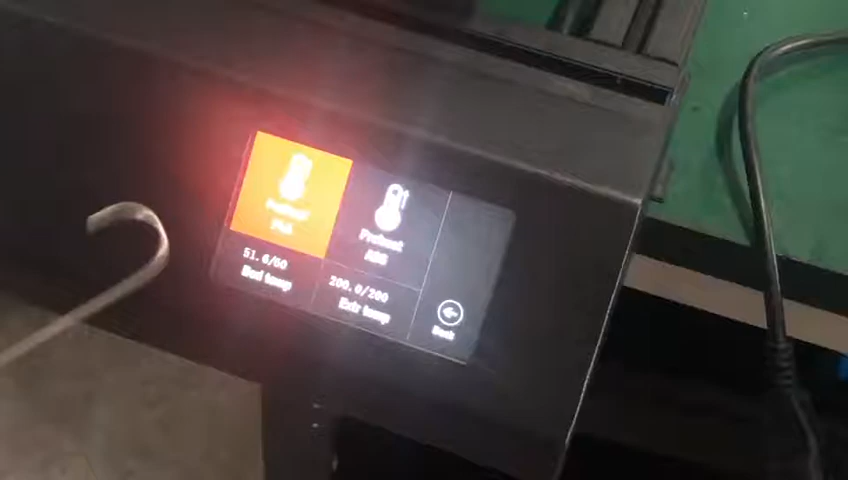 Preheat
PLA
Preheat
ABS
51.6/60
Bed temp
200.0/200
Extr temp
Back